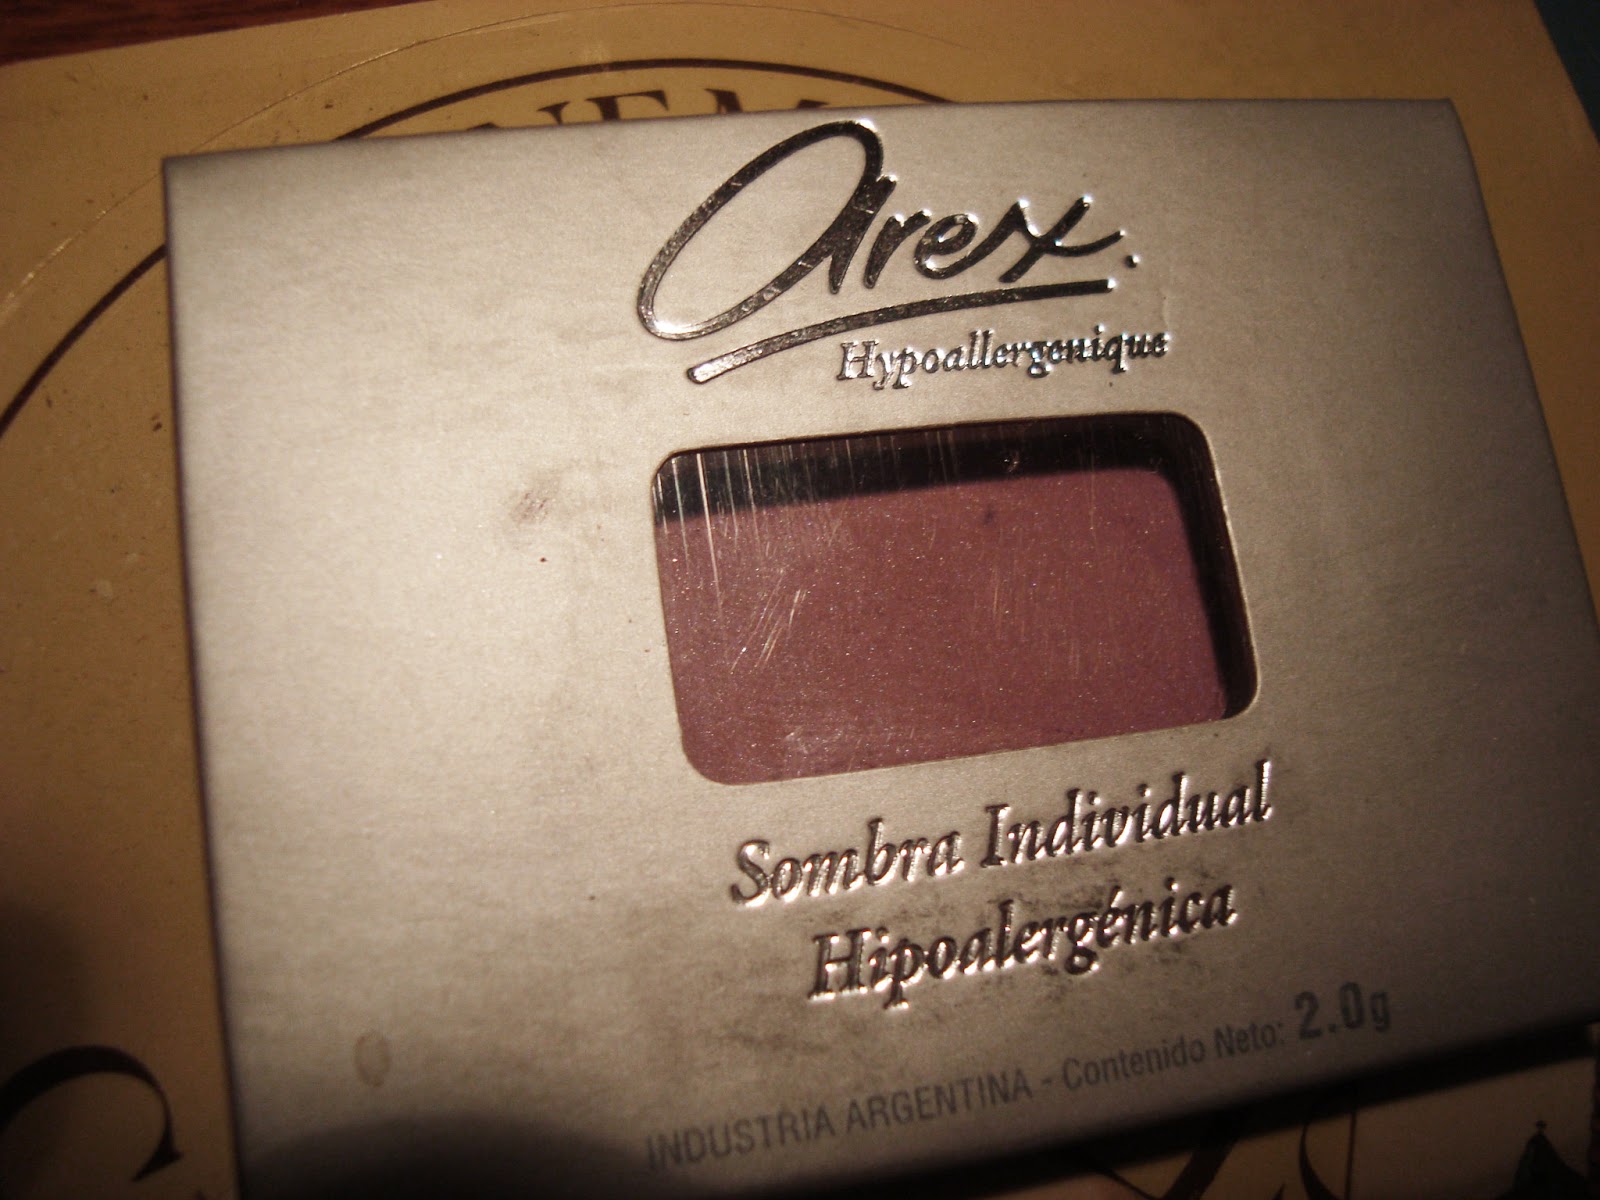 Arex.
Hypoallergenique
Sombra Individual
Hipoalergénica
INDUSTRIA ARGENTINA - Contenido Neto: 2.0g